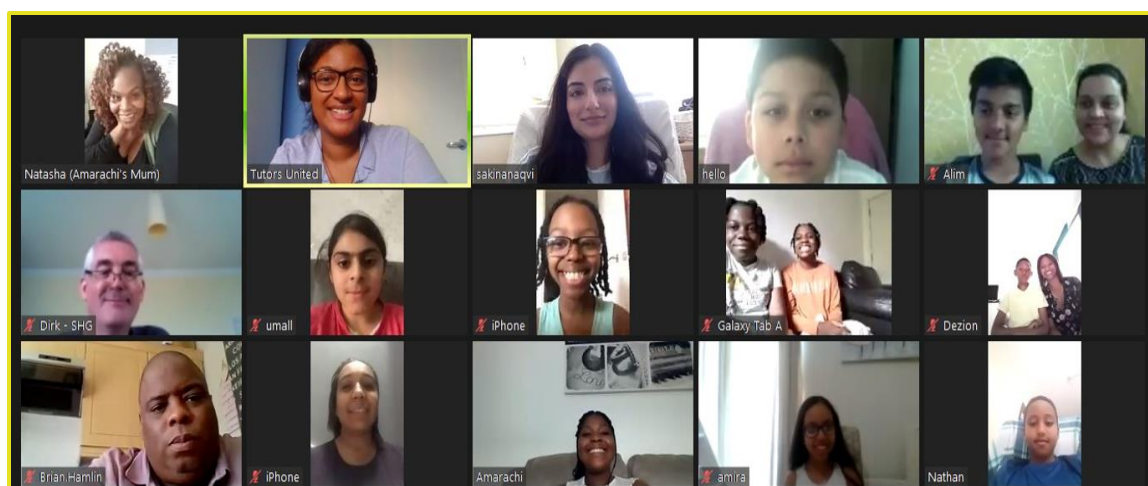 Natasha (Amarachi's Mum)
Tutors United
sakinanaqvi
hello
Alim
Dirk - SHG
umall
iPhone
Galaxy Tab A
Dezion
Brian.Hamlin
iPhone
Amarachi
amira
Nathan